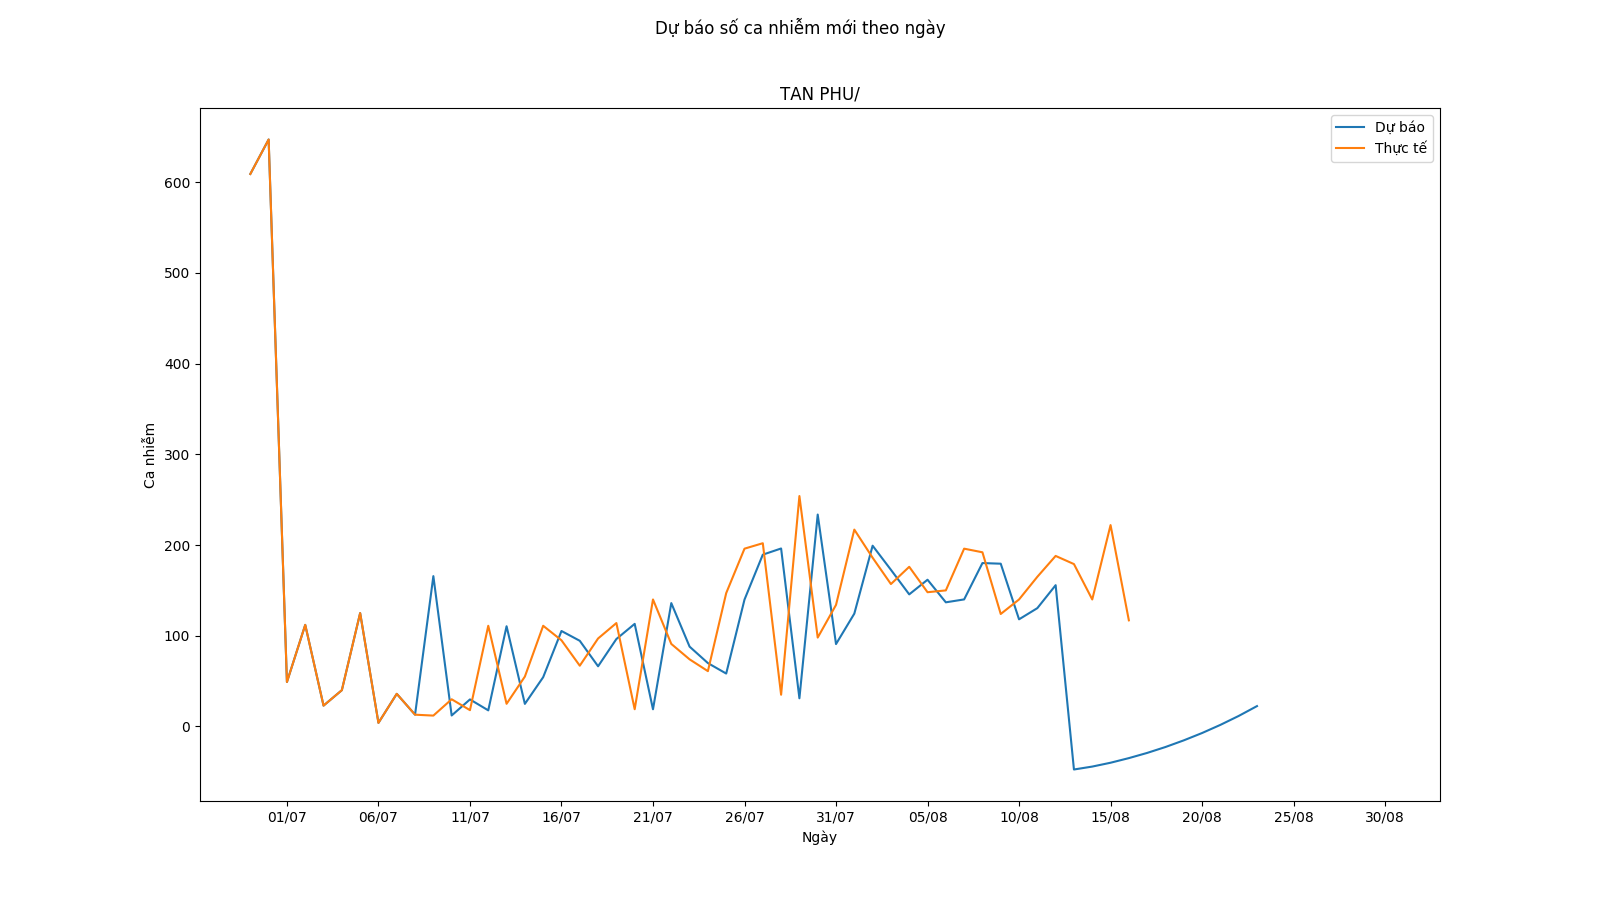 Dự báo số ca nhiễm mới theo ngày
TAN PHU/
Dự báo
Thực tế
600
500
400
300
200
100
0
Ca nhiễm
01/07 06/07 11/07 16/07 21/07 26/07 31/07 05/08 10/08 15/08 20/08 25/08 30/08
Ngày